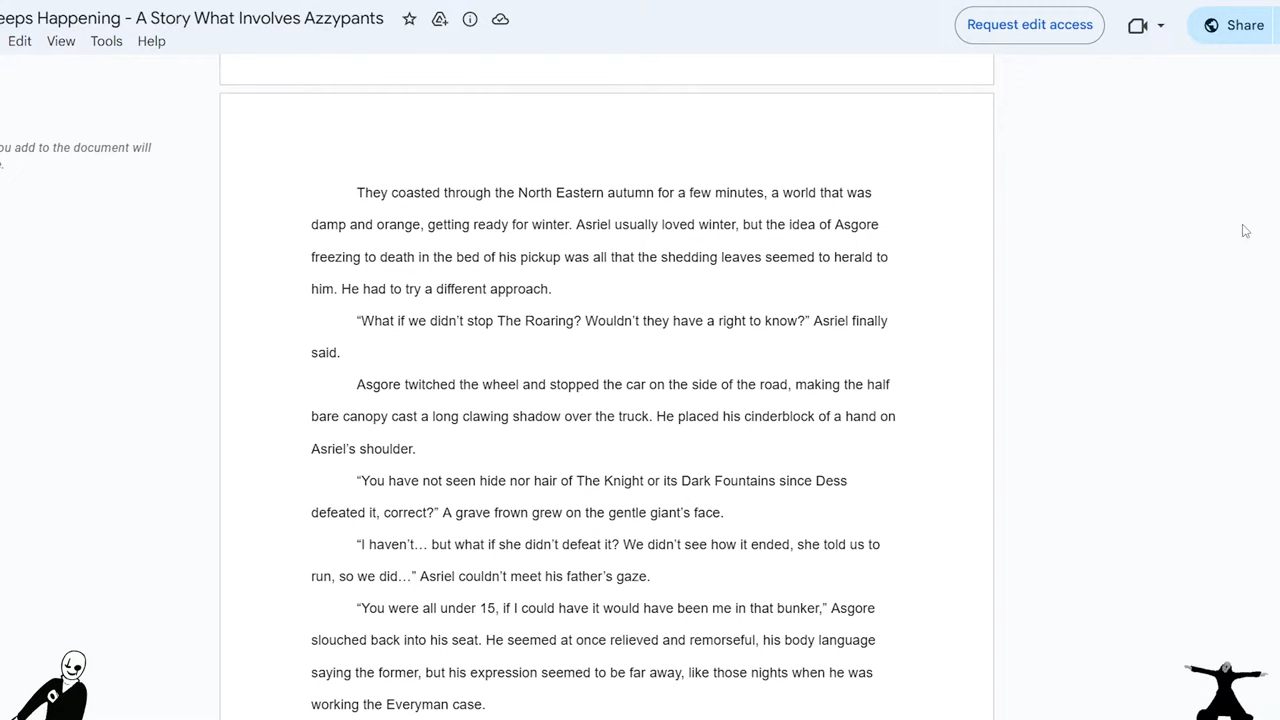 eeps Happening - A Story What Involves Azzypants
Request edit access
Share
Edit View Tools Help
ou add to the document will
e.
They coasted through the North Eastern autumn for a few minutes, a world that was
damp and orange, getting ready for winter. Asriel usually loved winter, but the idea of Asgore
freezing to death in the bed of his pickup was all that the shedding leaves seemed to herald to
him. He had to try a different approach.
“What if we didn’t stop The Roaring? Wouldn’t they have a right to know?” Asriel finally
said.
Asgore twitched the wheel and stopped the car on the side of the road, making the half
bare canopy cast a long clawing shadow over the truck. He placed his cinderblock of a hand on
Asriel’s shoulder.
“You have not seen hide nor hair of The Knight or its Dark Fountains since Dess
defeated it, correct?” A grave frown grew on the gentle giant’s face.
“I haven’t… but what if she didn’t defeat it? We didn’t see how it ended, she told us to
run, so we did…” Asriel couldn’t meet his father’s gaze.
“You were all under 15, if I could have it would have been me in that bunker,” Asgore
slouched back into his seat. He seemed at once relieved and remorseful, his body language
saying the former, but his expression seemed to be far away, like those nights when he was
working the Everyman case.